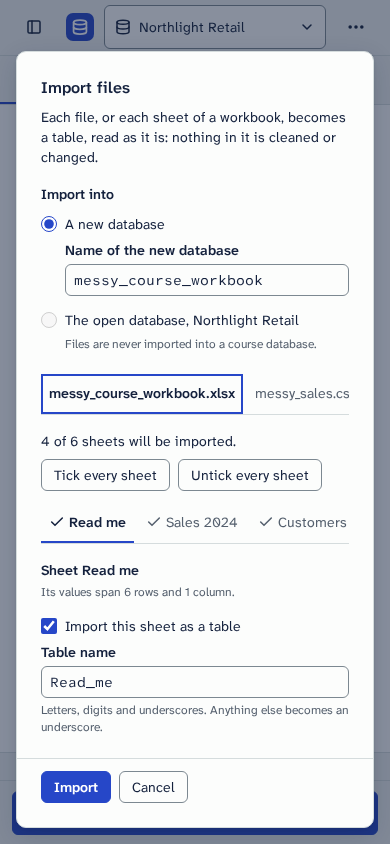 Northlight Retail
Import files
Each file, or each sheet of a workbook, becomes
a table, read as it is: nothing in it is cleaned or
changed.
Import into
A new database
Name of the new database
messy_course_workbook
The open database, Northlight Retail
Files are never imported into a course database.
messy_course_workbook.xlsx messy_sales.cs
4 of 6 sheets will be imported.
Tick every sheet Untick every sheet
Read me Sales 2024 Customers
Sheet Read me
Its values span 6 rows and 1 column.
Import this sheet as a table
Table name
Read_me
Letters, digits and underscores. Anything else becomes an
underscore.
Import Cancel